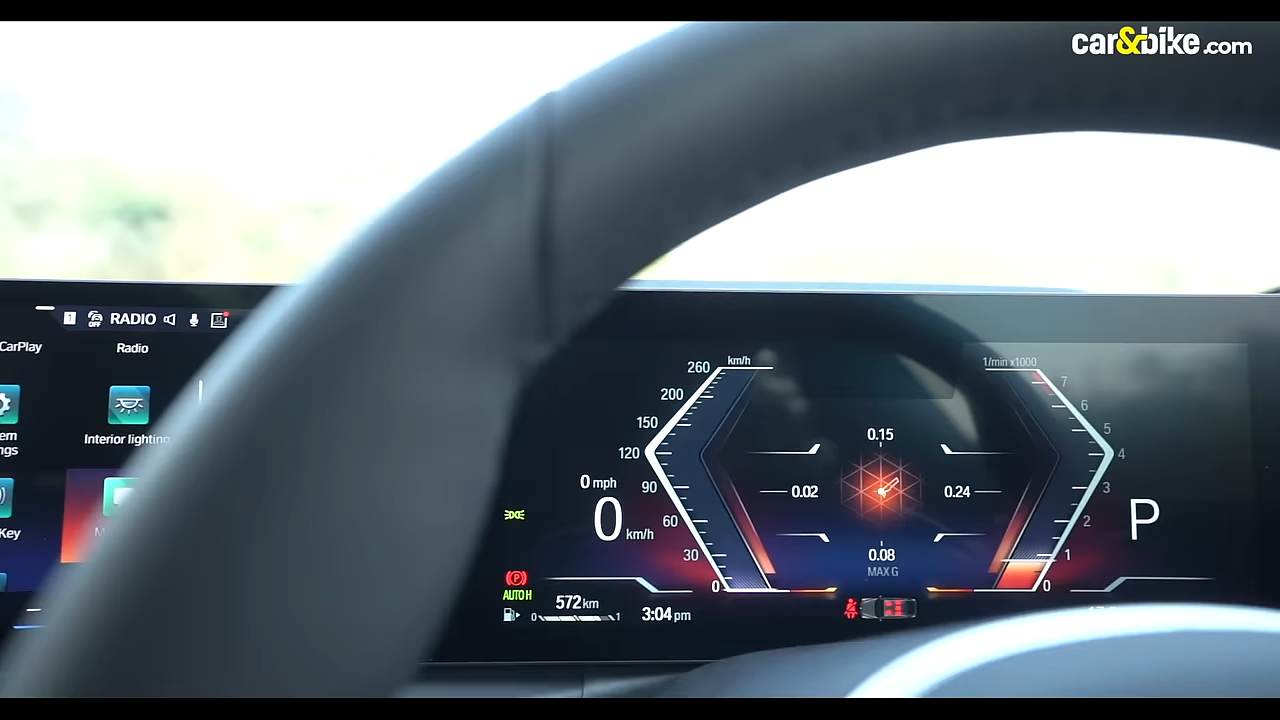 car&bike.com
1
OFF
RADIO
CarPlay
Radio
Interior lighting
Key
260
km/h
200
150
120
90
60
30
0
0 mph
0
km/h
0.15
0.02
0.24
0.08
MAX G
1/min x1000
7
6
5
4
3
2
1
0
P
P
AUTO H
572 km
0
1
3:04 pm